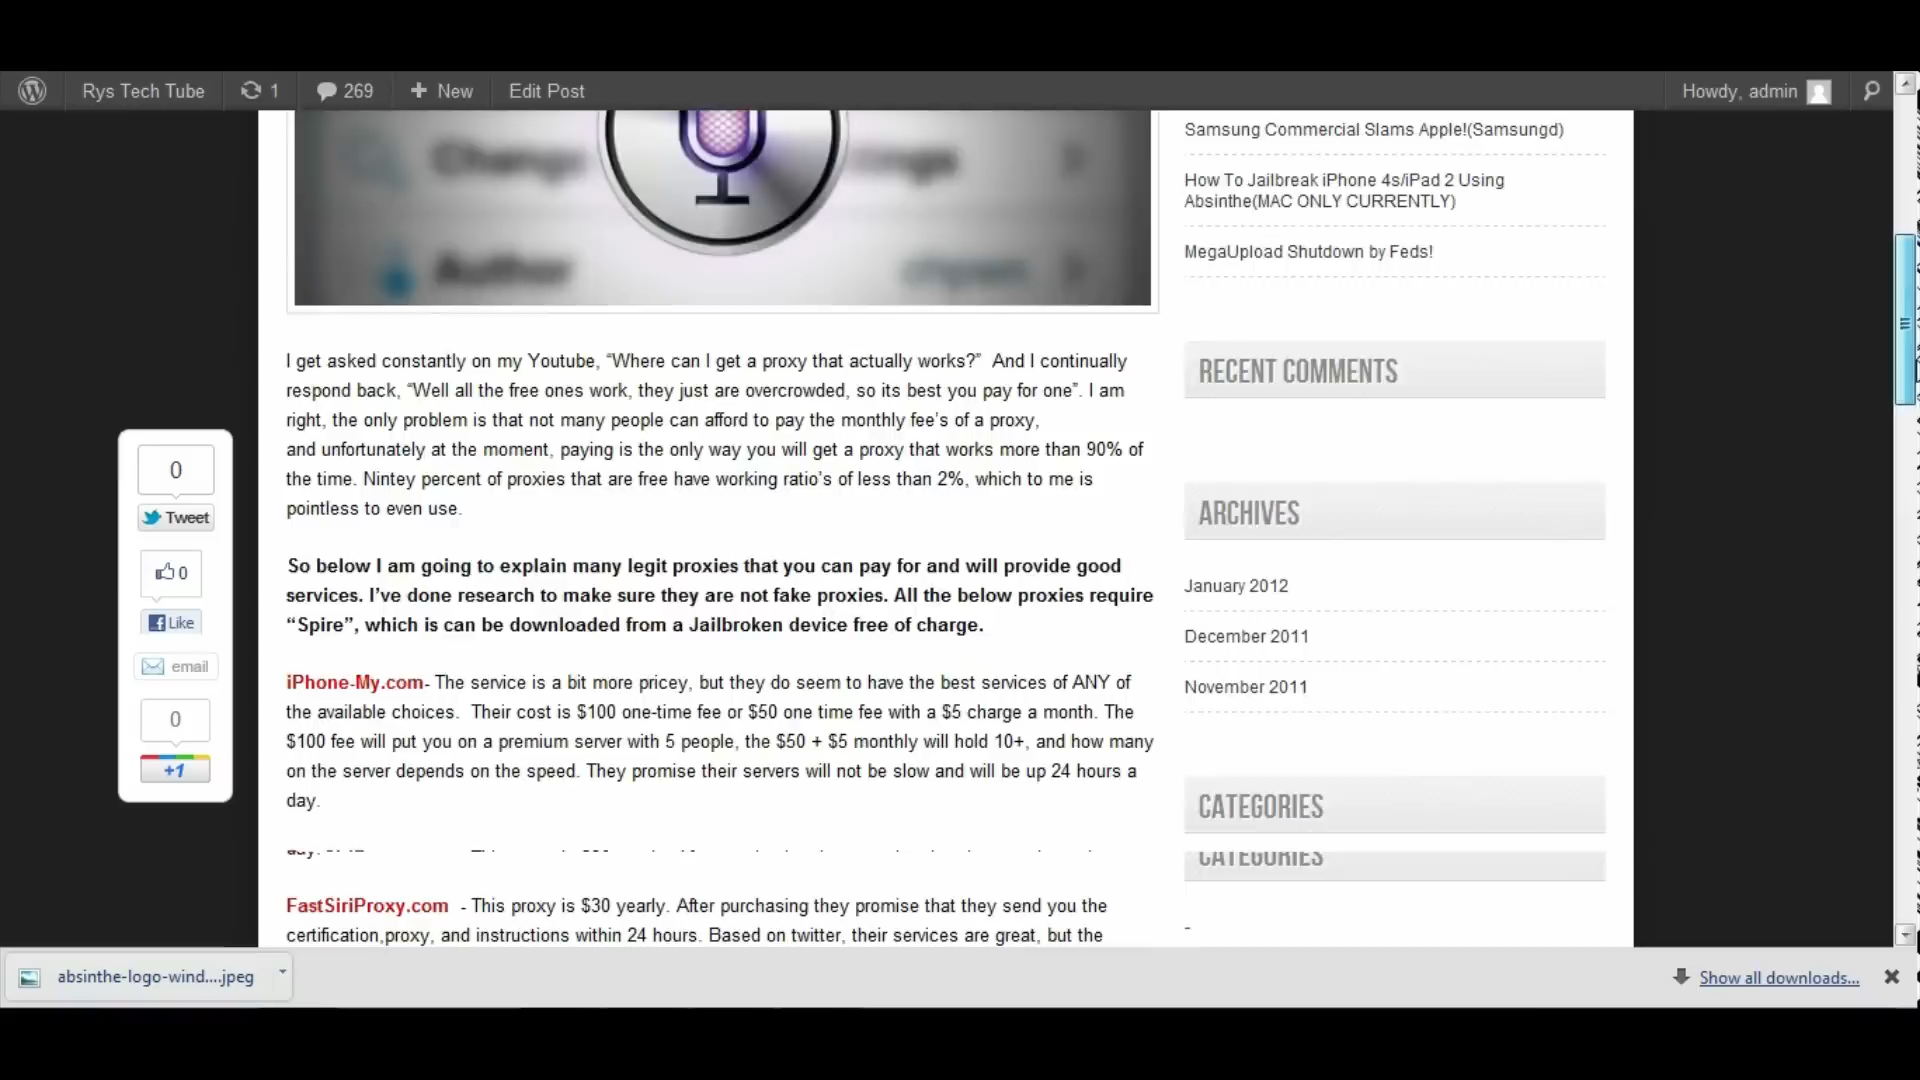 Rys Tech Tube
1
269
New
Edit Post
Howdy, admin
Samsung Commercial Slams Apple!(Samsungd)
How To Jailbreak iPhone 4s/iPad 2 Using
Absinthe(MAC ONLY CURRENTLY)
MegaUpload Shutdown by Feds!
Author
I get asked constantly on my Youtube, “Where can I get a proxy that actually works?” And I continually
respond back, “Well all the free ones work, they just are overcrowded, so its best you pay for one”. I am
right, the only problem is that not many people can afford to pay the monthly fee’s of a proxy,
and unfortunately at the moment, paying is the only way you will get a proxy that works more than 90% of
the time. Nintey percent of proxies that are free have working ratio’s of less than 2%, which to me is
pointless to even use.
So below I am going to explain many legit proxies that you can pay for and will provide good
services. I’ve done research to make sure they are not fake proxies. All the below proxies require
“Spire”, which is can be downloaded from a Jailbroken device free of charge.
iPhone-My.com- The service is a bit more pricey, but they do seem to have the best services of ANY of
the available choices. Their cost is $100 one-time fee or $50 one time fee with a $5 charge a month. The
$100 fee will put you on a premium server with 5 people, the $50 + $5 monthly will hold 10+, and how many
on the server depends on the speed. They promise their servers will not be slow and will be up 24 hours a
day.
FastSiriProxy.com - This proxy is $30 yearly. After purchasing they promise that they send you the
certification,proxy, and instructions within 24 hours. Based on twitter, their services are great, but the
RECENT COMMENTS
ARCHIVES
January 2012
December 2011
November 2011
CATEGORIES
CATEGORIES
-
0
Tweet
0
Like
email
0
+1
absinthe-logo-wind....jpeg
Show all downloads...